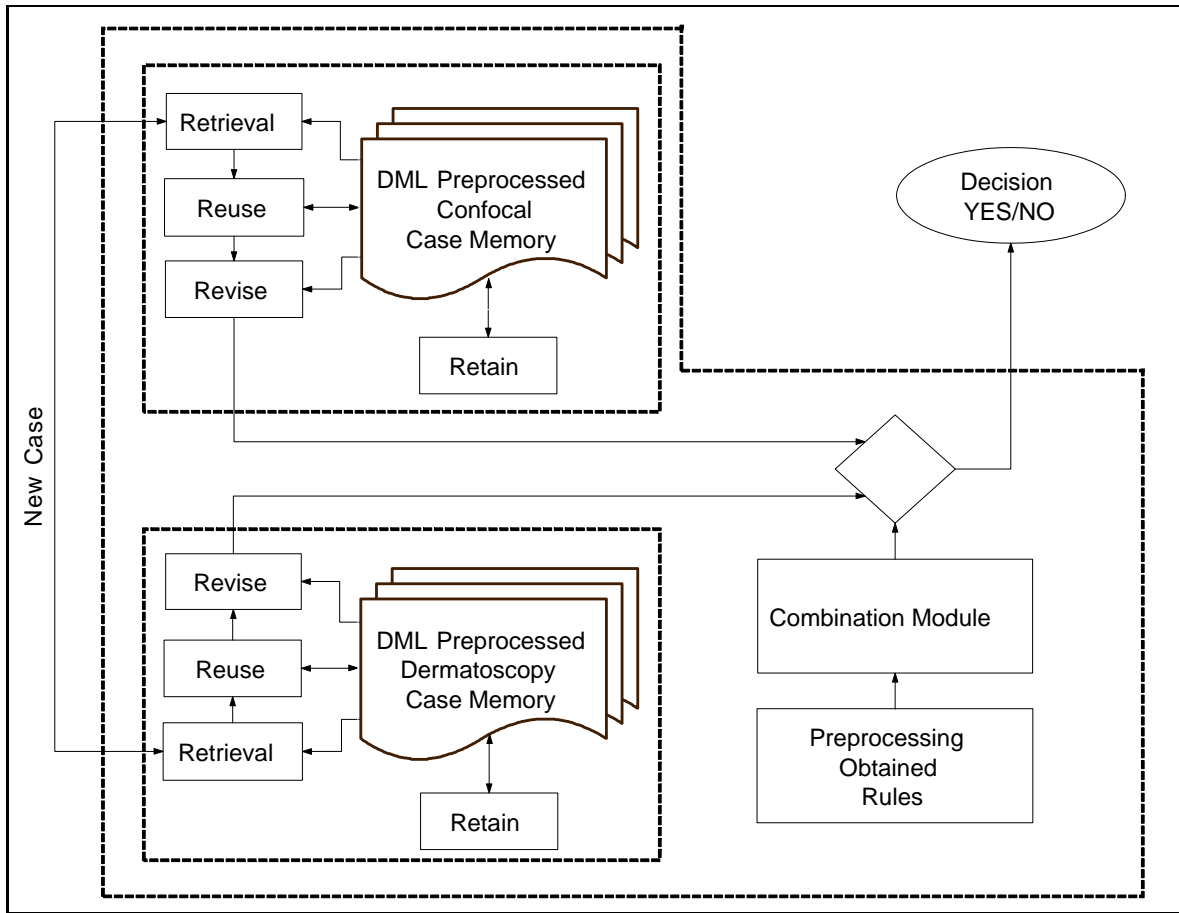 Retrieval
Reuse
Revise
DML Preprocessed
Confocal
Case Memory
Retain
Decision
YES/NO
New Case
Revise
Reuse
Retrieval
DML Preprocessed
Dermatoscopy
Case Memory
Retain
Combination Module
Preprocessing
Obtained
Rules